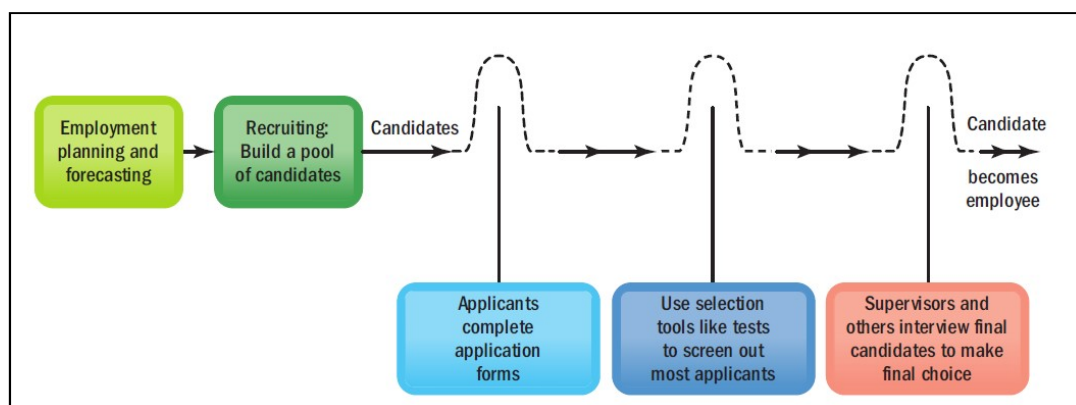 Employment
planning and
forecasting
Recruiting:
Build a pool
of candidates
Candidates
Candidate
becomes
employee
Applicants
complete
application
forms
Use selection
tools like tests
to screen out
most applicants
Supervisors and
others interview final
candidates to make
final choice